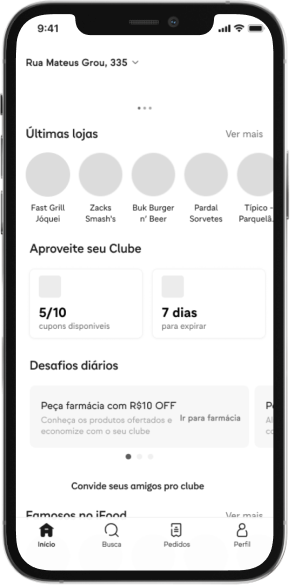 9:41
Rua Mateus Grou, 335
Últimas lojas Ver mais
Fast Grill Zacks Buk Burger Pardal Típico -
Jóquei Smash's n' Beer Sorvetes Parquelâ.
Aproveite seu Clube
5/10 7 dias
cupons disponíveis para expirar
Desafios diários
Peça farmácia com R$10 OFF
Conheça os produtos ofertados e
economize com o seu clube
Ir para farmácia
Convide seus amigos pro clube
Famosos no iFood Ver mais
Início Busca Pedidos Perfil